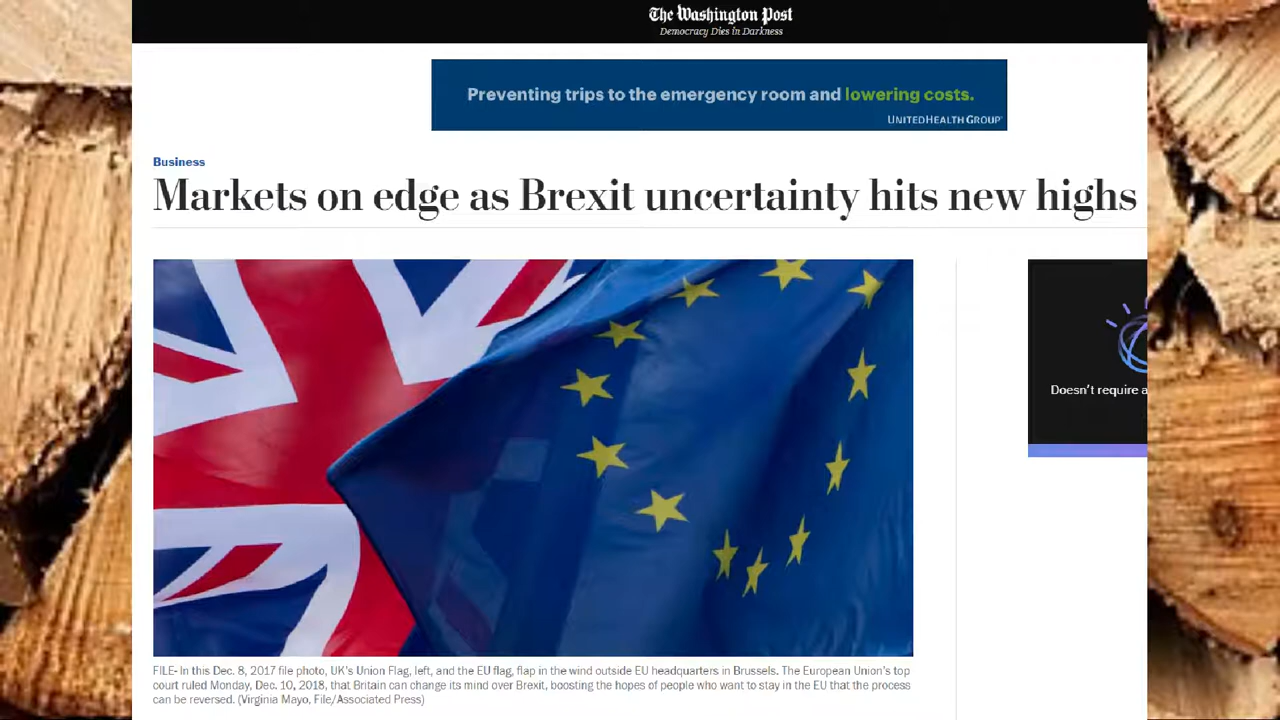 The Washington Post
Democracy Dies in Darkness
Preventing trips to the emergency room and lowering costs.
UNITEDHEALTH GROUP
Business
Markets on edge as Brexit uncertainty hits new highs
Doesn't require a
FILE- In this Dec. 8, 2017 file photo, UK's Union Flag, left, and the EU flag, flap in the wind outside EU headquarters in Brussels. The European Union's top
court ruled Monday, Dec. 10, 2018, that Britain can change its mind over Brexit, boosting the hopes of people who want to stay in the EU that the process
can be reversed. (Virginia Mayo, File/Associated Press)